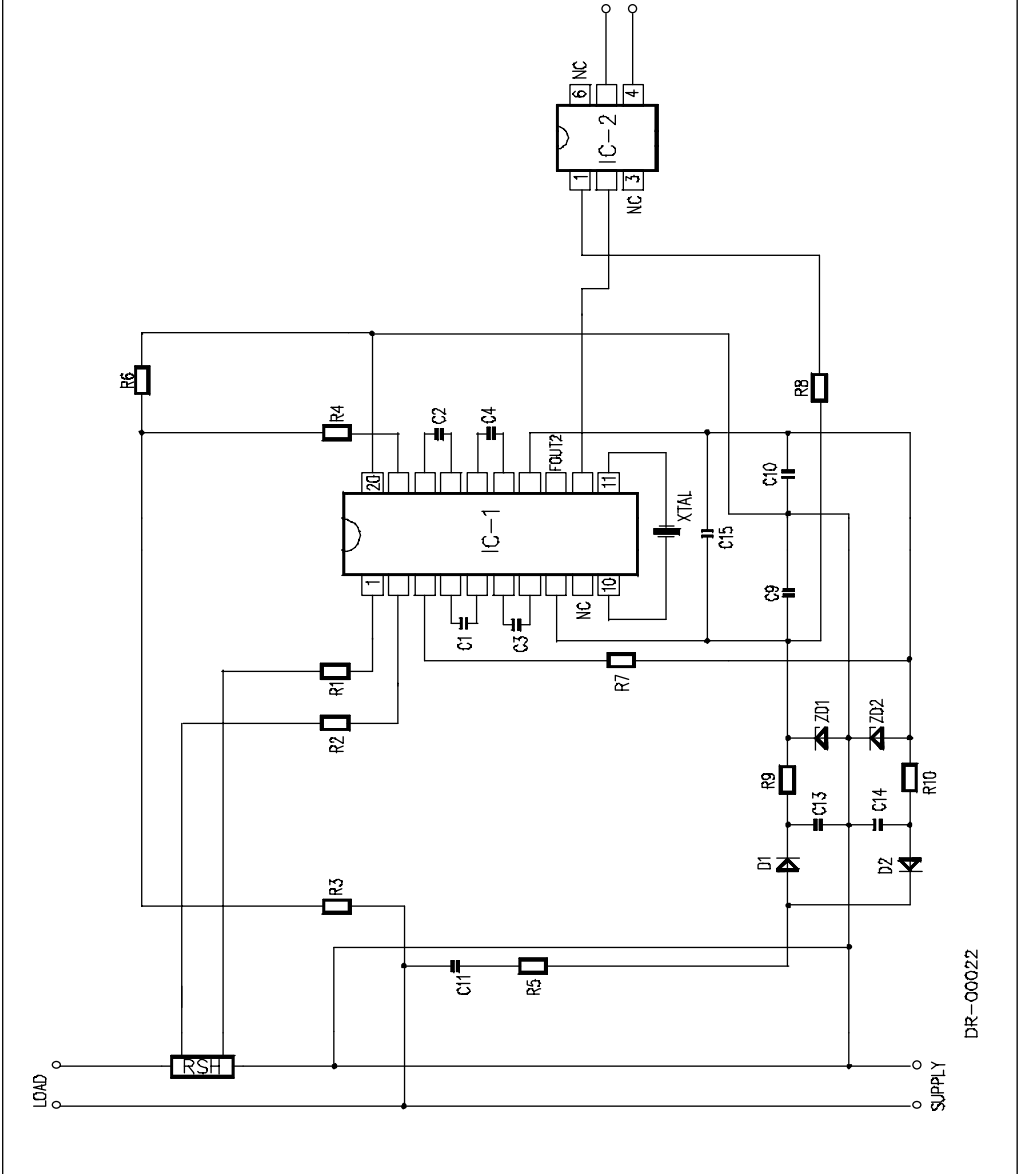 NC
6
4
IC-2
1
3
NC
R6
R4
C2
C4
R8
FOUT2
20
11
C10
XTAL
IC-1
C15
1
10
C9
NC
C1
C3
R1
R7
R2
ZD1
ZD2
R9
R10
C13
C14
D1
D2
R3
C11
R5
DR-00022
RSH
LOAD
SUPPLY